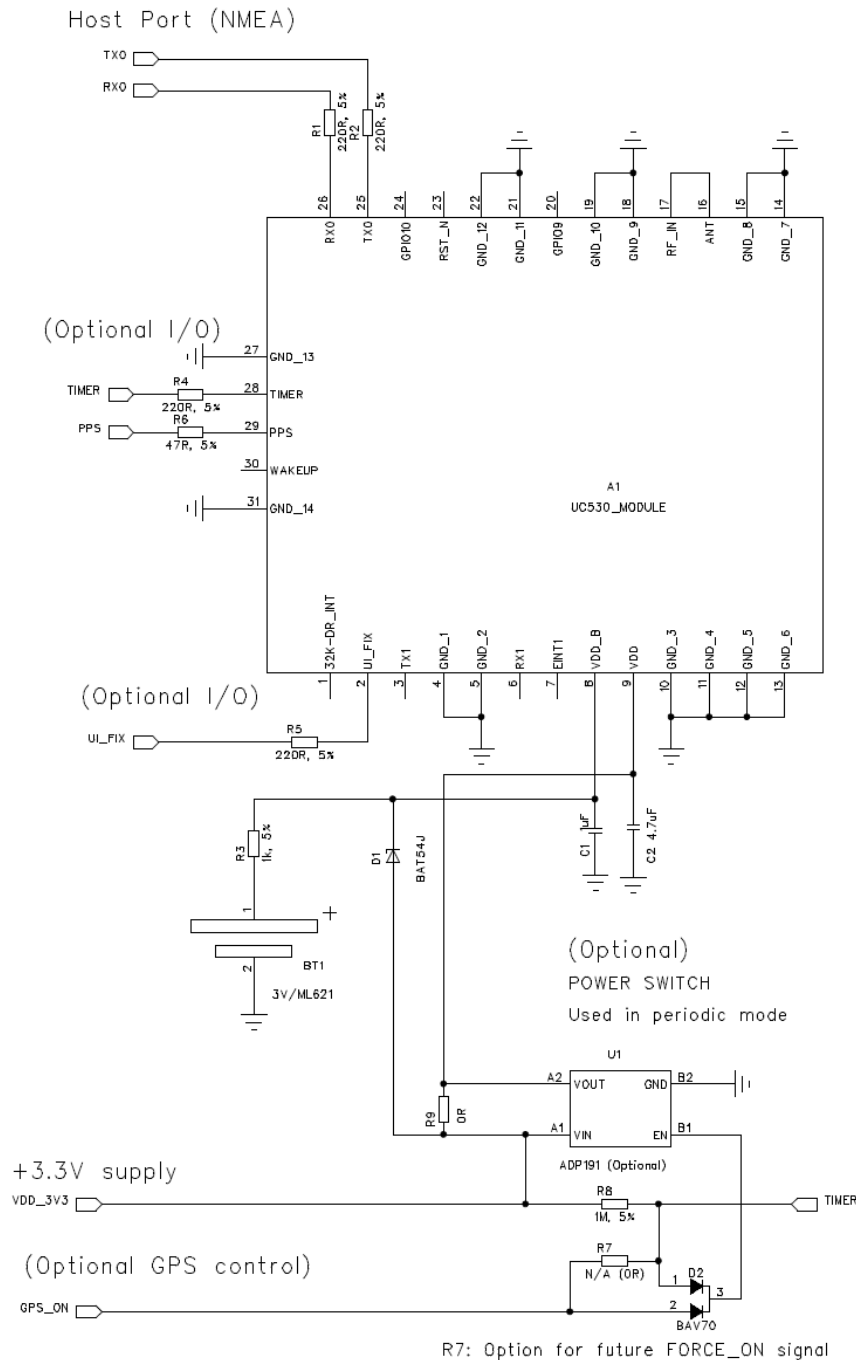 Host Port (NMEA)
TX0
RX0
R1
220R, 5%
R2
220R, 5%
26
25
24
23
22
21
20
19
18
17
16
15
14
RX0
TX0
GPIO10
RST_N
GND_12
GND_11
GPIO9
GND_10
GND_9
RF_IN
ANT
GND_8
GND_7
(Optional I/O)
27
GND_13
TIMER
R4
220R, 5%
28
TIMER
PPS
R6
47R, 5%
29
PPS
30
WAKEUP
31
GND_14
A1
UC530_MODULE
32K-DR_INT
UI_FIX
TX1
GND_1
GND_2
RX1
EINT1
VDD_B
VDD
GND_3
GND_4
GND_5
GND_6
1
2
3
4
5
6
7
8
9
10
11
12
13
(Optional I/O)
UI_FIX
R5
220R, 5%
R3
1k, 5%
D1
BAT54J
C1
1uF
C2 4.7uF
1
+
2
BT1
3V/ML621
(Optional)
POWER SWITCH
Used in periodic mode
U1
A2
VOUT
GND
B2
R9
0R
A1
VIN
EN
B1
ADP191 (Optional)
+3.3V supply
VDD_3V3
R8
1M, 5%
TIMER
(Optional GPS control)
R7
N/A (0R)
D2
1
3
2
GPS_ON
BAV70
R7: Option for future FORCE_ON signal